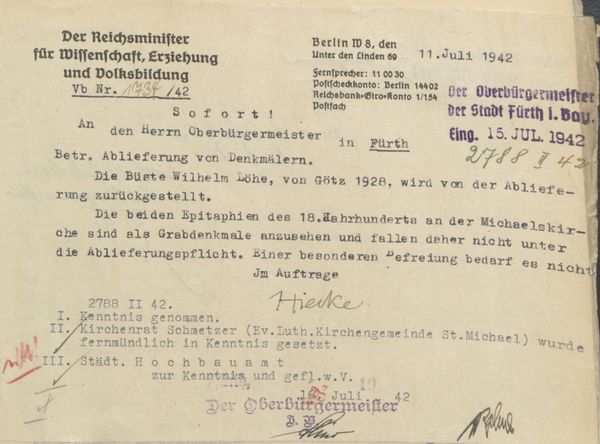 Der Reichsminister
für Wissenschaft, Erziehung
und Volksbildung
Vb Nr. 1734 /42
Berlin W 8, den 11. Juli 1942
Unter den Linden 69
Fernsprecher: 11 00 30
Postscheckkonto: Berlin 14402
Reichsbank-Giro-Konto 1/154
Postfach
Der Oberbürgermeister
der Stadt Fürth i. Bay.
Eing. 15. JUL. 1942
2788 II 42
Sofort!
An
den Herrn Oberbürgermeister
in Fürth
Betr. Ablieferung von Denkmälern.
Die Büste Wilhelm Löhe, von Götz 1928, wird von der Abliefe-
rung zurückgestellt.
Die beiden Epitaphien des 18.Jahrhunderts an der Michaelskir-
che sind als Grabdenkmale anzusehen und fallen daher nicht unter
die Ablieferungspflicht. Einer besonderen Befreiung bedarf es nicht
Jm Auftrage
Hiecke
2788 II 42.
I. Kenntnis genommen.
II. Kirchenrat Schmetzer (Ev.Luth.Kirchengemeinde St.Michael) wurde
fernmündlich in Kenntnis gesetzt.
III. Städt. Hochbauamt
zur Kenntnis und gefl.w.V.
Juli 42
Der Oberbürgermeister
J. V.